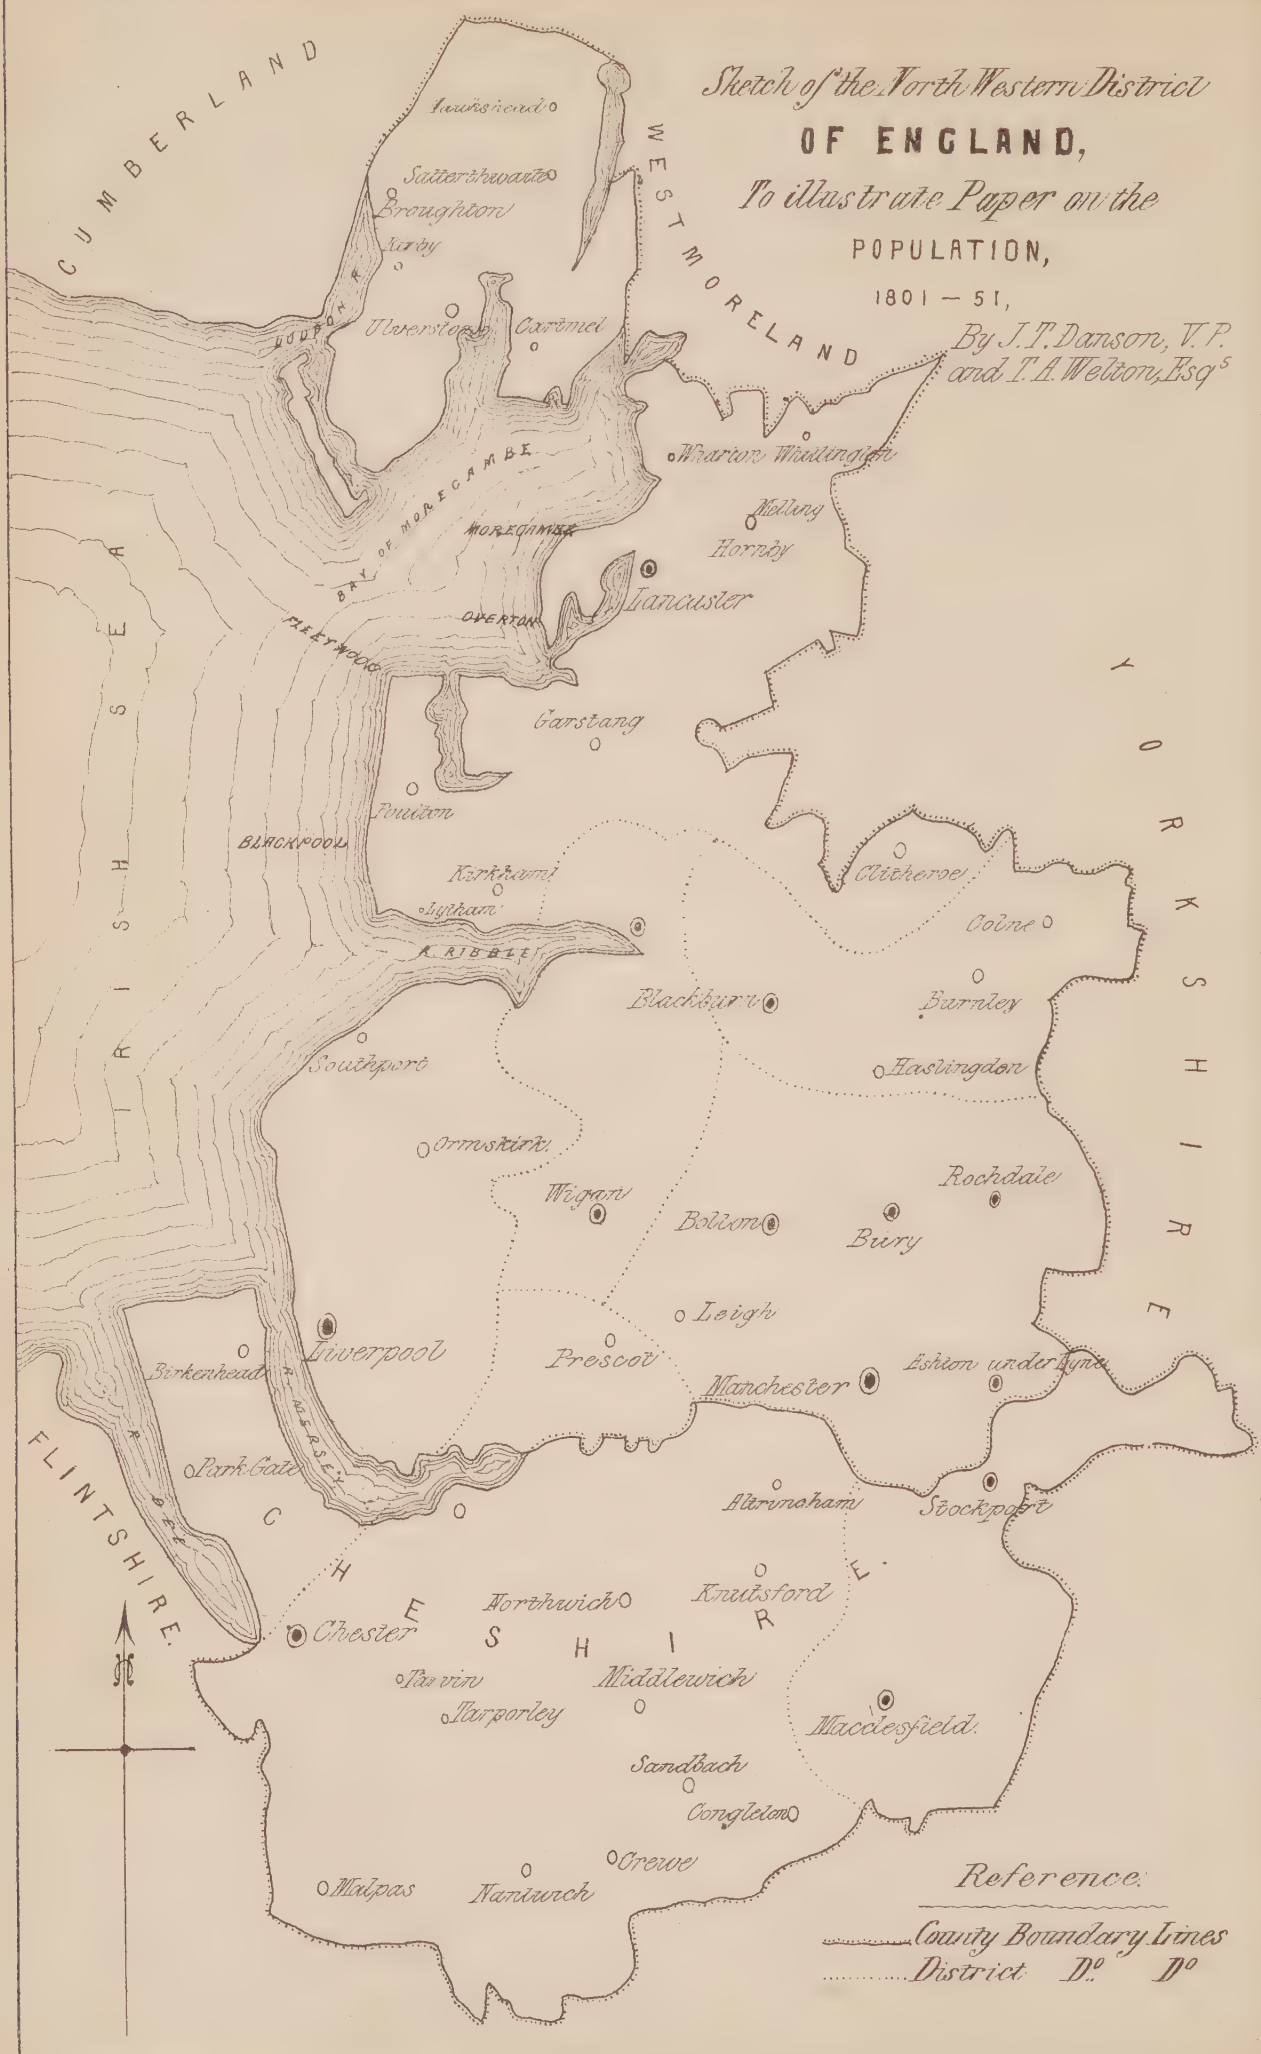 Sketch of the North Western District
OF ENGLAND,
To illustrate Paper on the
POPULATION,
1801 — 51,
By J. T. Danson, V. P.
and T. A. Welton, Esqs
CUMBERLAND
WESTMORELAND
Hawkshead
Satterthwaite
Broughton
Kirby
Ulverstone
Cartmel
R. DUDDON
Wharton
Whittington
BAY OF MORECAMBE
MORECAMBE
Melling
Hornby
Lancaster
OVERTON
FLEETWOOD
IRISH SEA
YORKSHIRE
Garstang
Poulton
BLACKPOOL
Kirkham
Lytham
R. RIBBLE
Clitheroe
Colne
Blackburn
Burnley
Southport
Haslingdon
Ormskirk
Wigan
Rochdale
Bolton
Bury
Leigh
Liverpool
Prescot
Birkenhead
Manchester
Ashton under Lyne
R. MERSEY
R. DEE
FLINTSHIRE.
Park Gate
Altrincham
Stockport
CHESHIRE.
Northwich
Knutsford
Chester
Tarvin
Middlewich
Tarporley
Macclesfield.
Sandbach
Congleton
Crewe
Malpas
Nantwich
N
Reference.
County Boundary Lines
District Do. Do